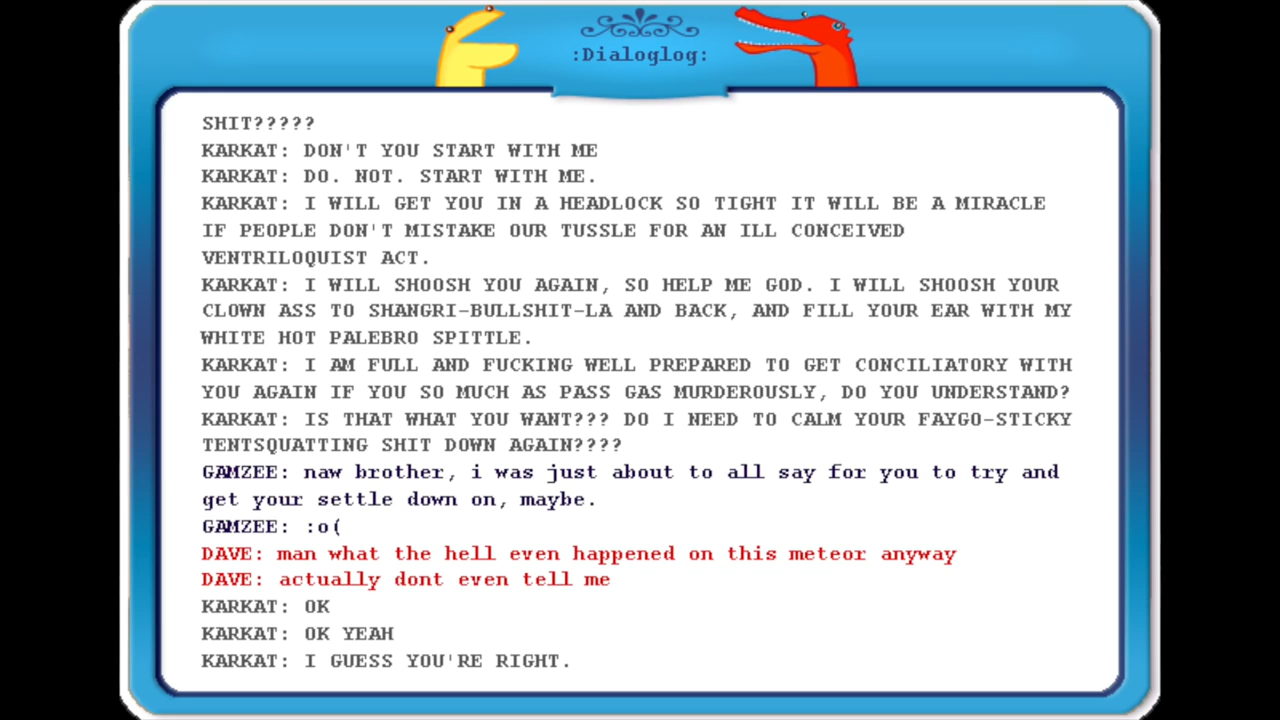 :Dialoglog:
SHIT?????
KARKAT: DON'T YOU START WITH ME
KARKAT: DO. NOT. START WITH ME.
KARKAT: I WILL GET YOU IN A HEADLOCK SO TIGHT IT WILL BE A MIRACLE
IF PEOPLE DON'T MISTAKE OUR TUSSLE FOR AN ILL CONCEIVED
VENTRILOQUIST ACT.
KARKAT: I WILL SHOOSH YOU AGAIN, SO HELP ME GOD. I WILL SHOOSH YOUR
CLOWN ASS TO SHANGRI-BULLSHIT-LA AND BACK, AND FILL YOUR EAR WITH MY
WHITE HOT PALEBRO SPITTLE.
KARKAT: I AM FULL AND FUCKING WELL PREPARED TO GET CONCILIATORY WITH
YOU AGAIN IF YOU SO MUCH AS PASS GAS MURDEROUSLY, DO YOU UNDERSTAND?
KARKAT: IS THAT WHAT YOU WANT??? DO I NEED TO CALM YOUR FAYGO-STICKY
TENTSQUATTING SHIT DOWN AGAIN????
GAMZEE: naw brother, i was just about to all say for you to try and
get your settle down on, maybe.
GAMZEE: :o(
DAVE: man what the hell even happened on this meteor anyway
DAVE: actually dont even tell me
KARKAT: OK
KARKAT: OK YEAH
KARKAT: I GUESS YOU'RE RIGHT.